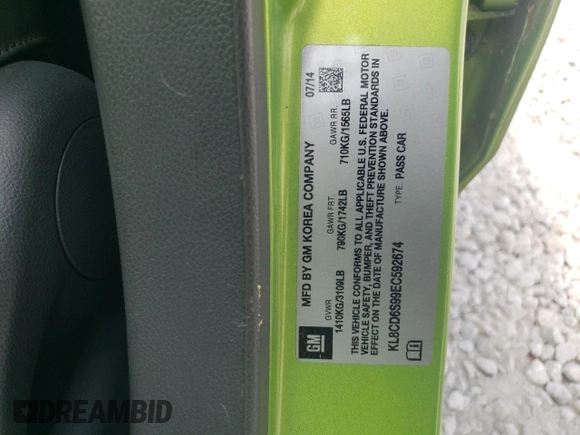 MFD BY GM KOREA COMPANY 07/14
GVWR GAWR FRT. GAWR RR.
1410KG/3109LB 790KG/1742LB 710KG/1565LB
THIS VEHICLE CONFORMS TO ALL APPLICABLE U.S. FEDERAL MOTOR
VEHICLE SAFETY, BUMPER, AND THEFT PREVENTION STANDARDS IN
EFFECT ON THE DATE OF MANUFACTURE SHOWN ABOVE.
KL8CD6S99EC592674 TYPE: PASS CAR
GM
DREAMBID